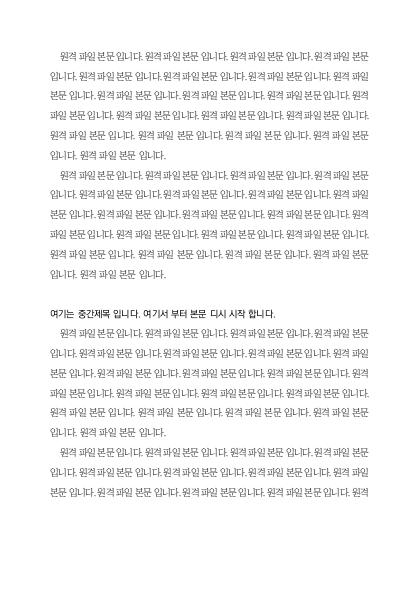 원격 파일 본문 입니다. 원격 파일 본문 입니다. 원격 파일 본문 입니다. 원격 파일 본문
입니다. 원격 파일 본문 입니다. 원격 파일 본문 입니다. 원격 파일 본문 입니다. 원격 파일
본문 입니다. 원격 파일 본문 입니다. 원격 파일 본문 입니다. 원격 파일 본문 입니다. 원격
파일 본문 입니다. 원격 파일 본문 입니다. 원격 파일 본문 입니다. 원격 파일 본문 입니다.
원격 파일 본문 입니다. 원격 파일 본문 입니다. 원격 파일 본문 입니다. 원격 파일 본문
입니다. 원격 파일 본문 입니다.
원격 파일 본문 입니다. 원격 파일 본문 입니다. 원격 파일 본문 입니다. 원격 파일 본문
입니다. 원격 파일 본문 입니다. 원격 파일 본문 입니다. 원격 파일 본문 입니다. 원격 파일
본문 입니다. 원격 파일 본문 입니다. 원격 파일 본문 입니다. 원격 파일 본문 입니다. 원격
파일 본문 입니다. 원격 파일 본문 입니다. 원격 파일 본문 입니다. 원격 파일 본문 입니다.
원격 파일 본문 입니다. 원격 파일 본문 입니다. 원격 파일 본문 입니다. 원격 파일 본문
입니다. 원격 파일 본문 입니다.
여기는 중간제목 입니다. 여기서 부터 본문 디시 시작 합니다.
원격 파일 본문 입니다. 원격 파일 본문 입니다. 원격 파일 본문 입니다. 원격 파일 본문
입니다. 원격 파일 본문 입니다. 원격 파일 본문 입니다. 원격 파일 본문 입니다. 원격 파일
본문 입니다. 원격 파일 본문 입니다. 원격 파일 본문 입니다. 원격 파일 본문 입니다. 원격
파일 본문 입니다. 원격 파일 본문 입니다. 원격 파일 본문 입니다. 원격 파일 본문 입니다.
원격 파일 본문 입니다. 원격 파일 본문 입니다. 원격 파일 본문 입니다. 원격 파일 본문
입니다. 원격 파일 본문 입니다.
원격 파일 본문 입니다. 원격 파일 본문 입니다. 원격 파일 본문 입니다. 원격 파일 본문
입니다. 원격 파일 본문 입니다. 원격 파일 본문 입니다. 원격 파일 본문 입니다. 원격 파일
본문 입니다. 원격 파일 본문 입니다. 원격 파일 본문 입니다. 원격 파일 본문 입니다. 원격